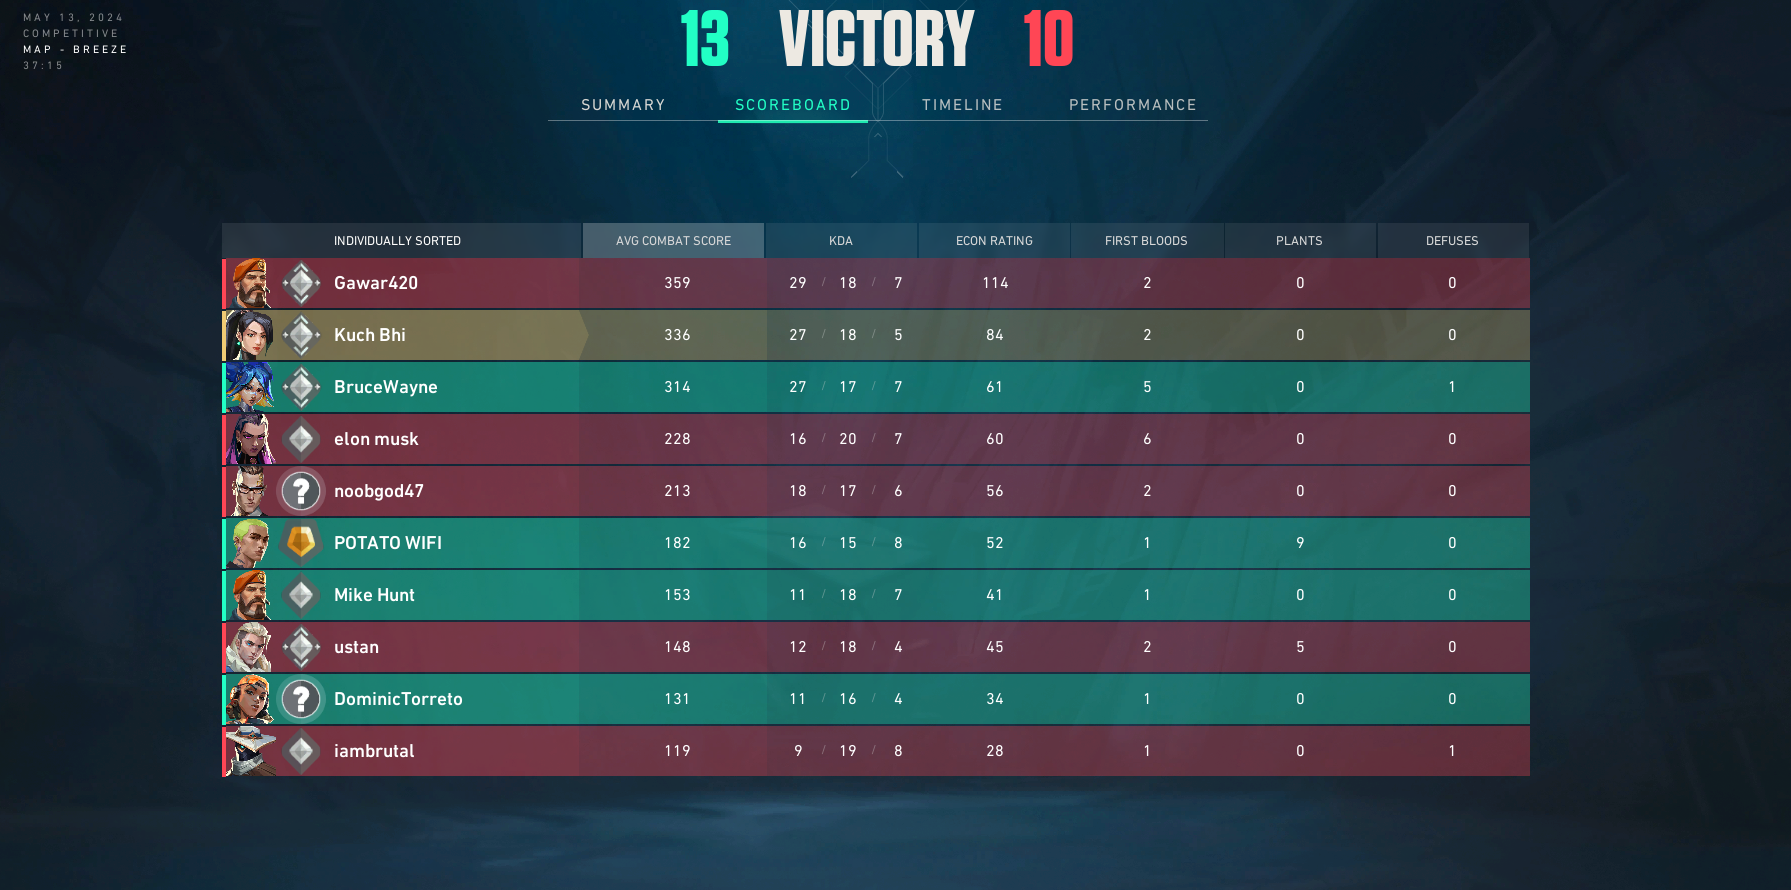 MAY 13, 2024
COMPETITIVE
MAP - BREEZE
37:15
13 VICTORY 10
SUMMARY SCOREBOARD TIMELINE PERFORMANCE
INDIVIDUALLY SORTED AVG COMBAT SCORE KDA ECON RATING FIRST BLOODS PLANTS DEFUSES
Gawar420 359 29 / 18 / 7 114 2 0 0
Kuch Bhi 336 27 / 18 / 5 84 2 0 0
BruceWayne 314 27 / 17 / 7 61 5 0 1
elon musk 228 16 / 20 / 7 60 6 0 0
? noobgod47 213 18 / 17 / 6 56 2 0 0
POTATO WIFI 182 16 / 15 / 8 52 1 9 0
Mike Hunt 153 11 / 18 / 7 41 1 0 0
ustan 148 12 / 18 / 4 45 2 5 0
? DominicTorreto 131 11 / 16 / 4 34 1 0 0
iambrutal 119 9 / 19 / 8 28 1 0 1